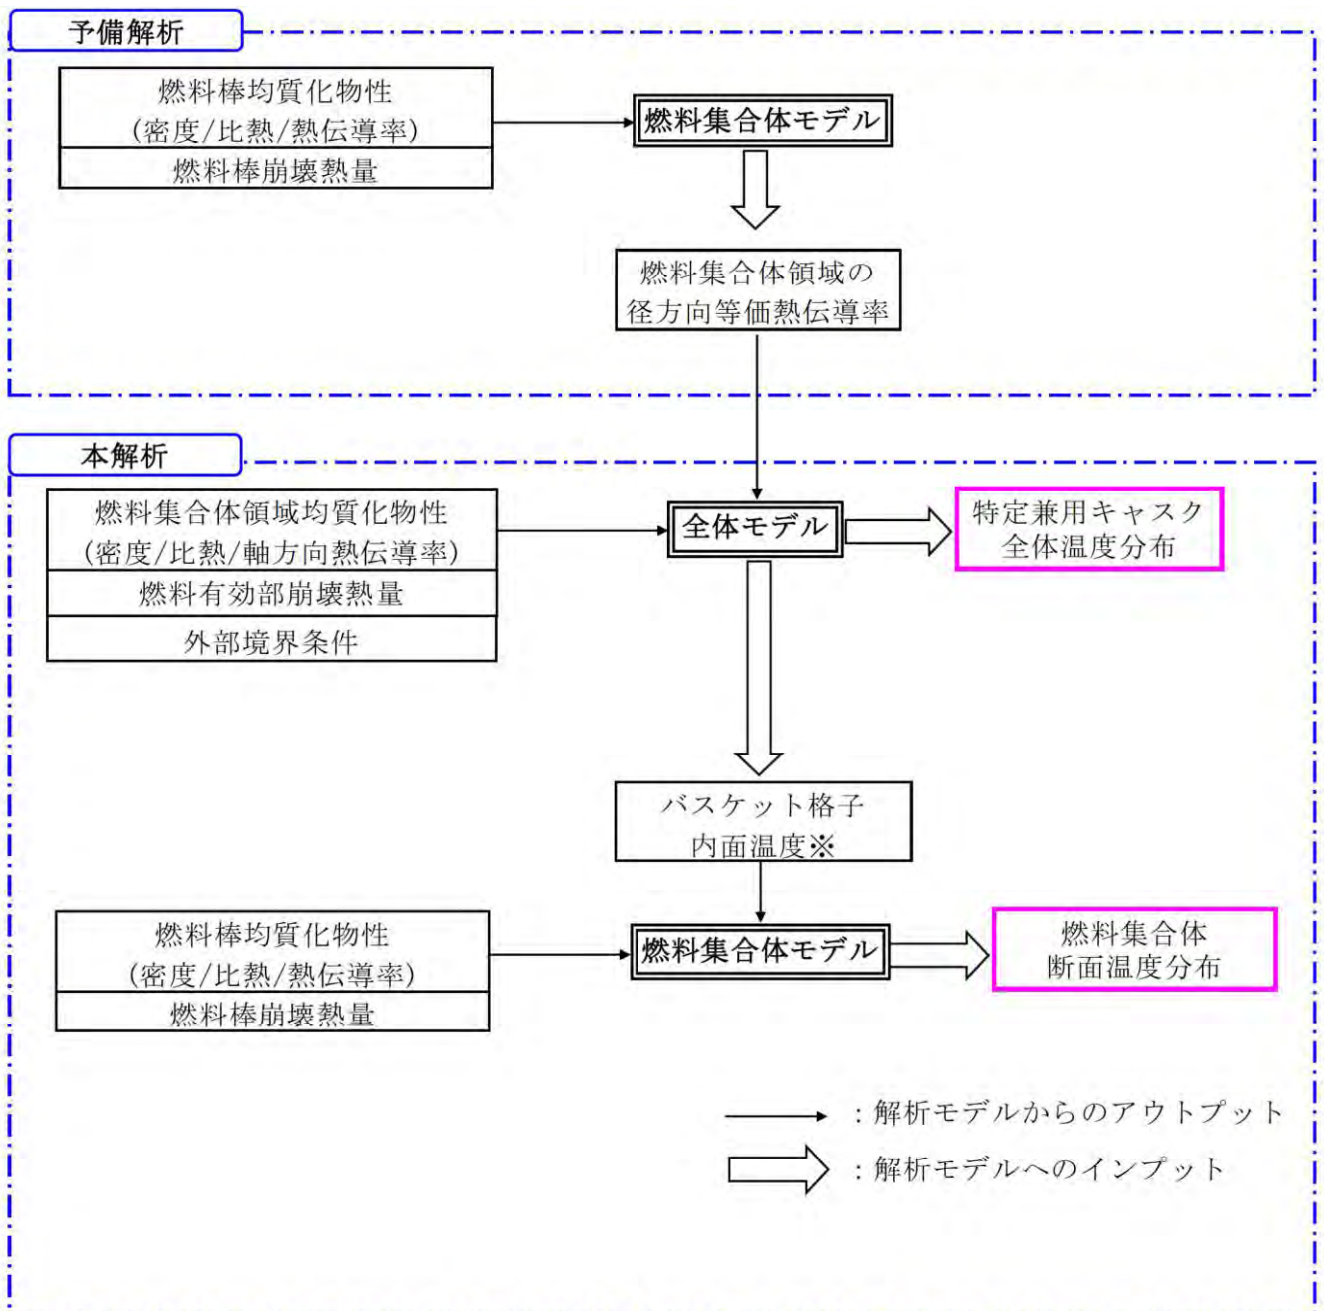 予備解析
燃料棒均質化物性
(密度/比熱/熱伝導率)
燃料棒崩壊熱量
燃料集合体モデル
燃料集合体領域の
径方向等価熱伝導率
本解析
燃料集合体領域均質化物性
(密度/比熱/軸方向熱伝導率)
燃料有効部崩壊熱量
外部境界条件
全体モデル
特定兼用キャスク
全体温度分布
バスケット格子
内面温度※
燃料棒均質化物性
(密度/比熱/熱伝導率)
燃料棒崩壊熱量
燃料集合体モデル
燃料集合体
断面温度分布
：解析モデルからのアウトプット
：解析モデルへのインプット